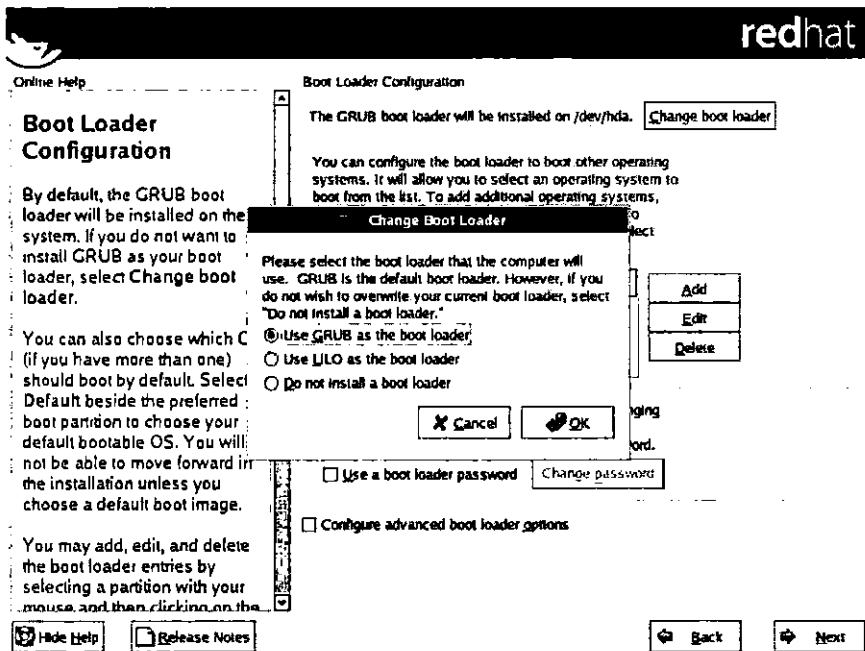 redhat
Online Help
Boot Loader
Configuration
By default, the GRUB boot
loader will be installed on the
system. If you do not want to
install GRUB as your boot
loader, select Change boot
loader.
You can also choose which
(if you have more than one)
should boot by default. Select
Default beside the preferred
boot partition to choose your
default bootable OS. You will
not be able to move forward in
the installation unless you
choose a default boot image.
You may add, edit, and delete
the boot loader entries by
selecting a partition with your
mouse and then clicking on the
Boot Loader Configuration
The GRUB boot loader will be installed on /dev/hda.
Change boot loader
You can configure the boot loader to boot other operating
systems. It will allow you to select an operating system to
boot from the list. To add additional operating systems,
Change Boot Loader
Please select the boot loader that the computer will
use. GRUB is the default boot loader. However, if you
do not wish to overwrite your current boot loader, select
"Do not install a boot loader."
Use GRUB as the boot loader
Use LILO as the boot loader
Do not install a boot loader
Cancel
OK
Add
Edit
Delete
Use a boot loader password
Change password
Configure advanced boot loader options
Hide Help
Release Notes
Back
Next